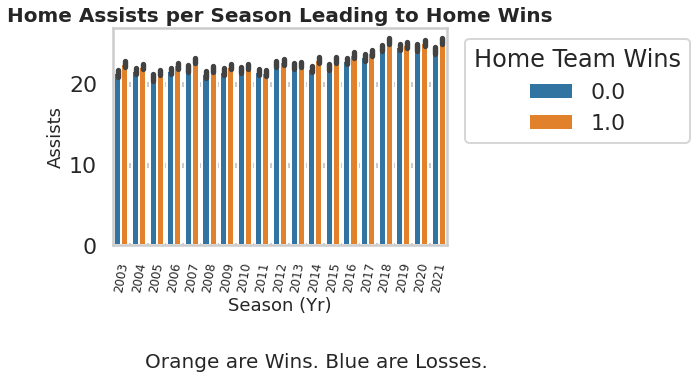 Home Assists per Season Leading to Home Wins
Home Team Wins
0.0
1.0
Assists
20
10
0
2003 2004 2005 2006 2007 2008 2009 2010 2011 2012 2013 2014 2015 2016 2017 2018 2019 2020 2021
Season (Yr)
Orange are Wins. Blue are Losses.